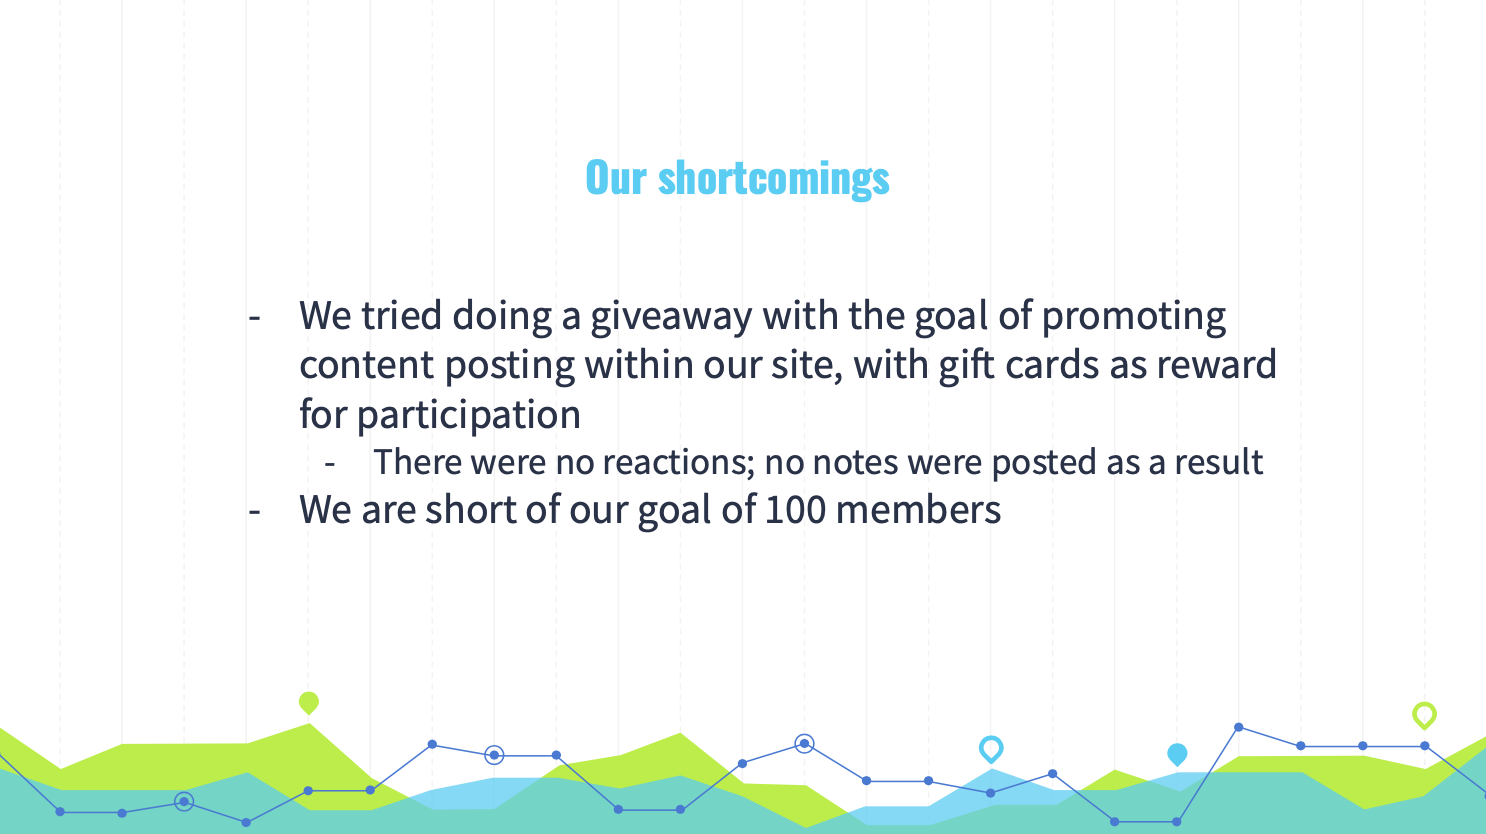 Our shortcomings
- We tried doing a giveaway with the goal of promoting
content posting within our site, with gift cards as reward
for participation
- There were no reactions; no notes were posted as a result
- We are short of our goal of 100 members